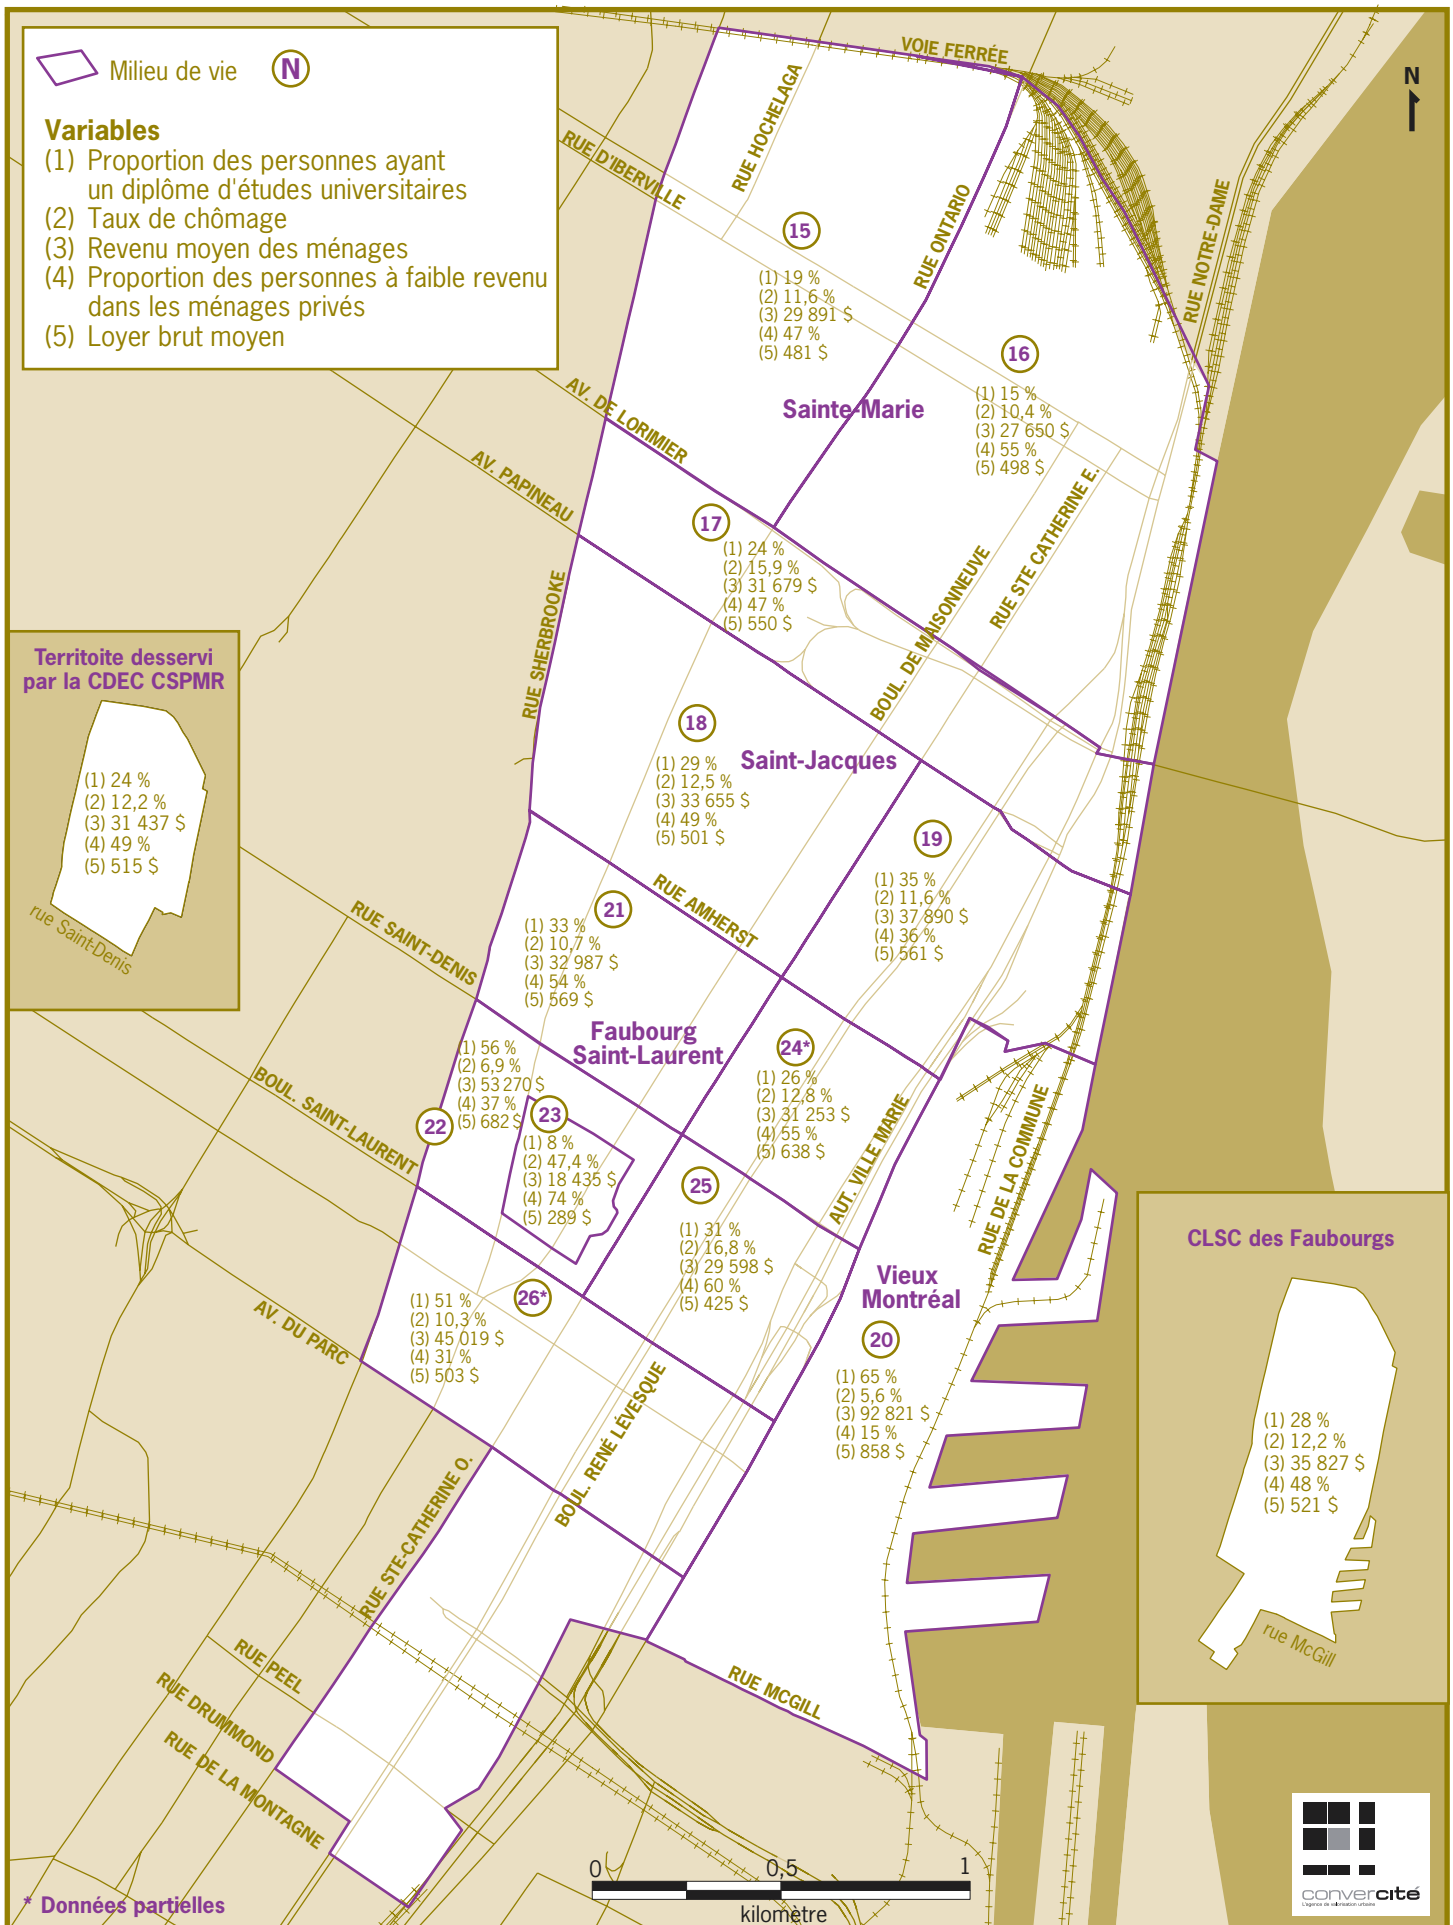 Milieu de vie N
Variables
(1) Proportion des personnes ayant
un diplôme d'études universitaires
(2) Taux de chômage
(3) Revenu moyen des ménages
(4) Proportion des personnes à faible revenu
dans les ménages privés
(5) Loyer brut moyen
VOIE FERRÉE
N
RUE HOCHELAGA
RUE D'IBERVILLE
RUE ONTARIO
RUE NOTRE-DAME
15
(1) 19 %
(2) 11,6 %
(3) 29 891 $
(4) 47 %
(5) 481 $
16
(1) 15 %
(2) 10,4 %
(3) 27 650 $
(4) 55 %
(5) 498 $
Sainte-Marie
AV. DE LORIMIER
AV. PAPINEAU
17
(1) 24 %
(2) 15,9 %
(3) 31 679 $
(4) 47 %
(5) 550 $
RUE STE CATHERINE E.
BOUL. DE MAISONNEUVE
RUE SHERBROOKE
Territoite desservi
par la CDEC CSPMR
(1) 24 %
(2) 12,2 %
(3) 31 437 $
(4) 49 %
(5) 515 $
rue Saint-Denis
18
(1) 29 %
(2) 12,5 %
(3) 33 655 $
(4) 49 %
(5) 501 $
Saint-Jacques
19
(1) 35 %
(2) 11,6 %
(3) 37 890 $
(4) 36 %
(5) 561 $
RUE AMHERST
RUE SAINT-DENIS
21
(1) 33 %
(2) 10,7 %
(3) 32 987 $
(4) 54 %
(5) 569 $
Faubourg
Saint-Laurent
24*
(1) 26 %
(2) 12,8 %
(3) 31 253 $
(4) 55 %
(5) 638 $
BOUL. SAINT-LAURENT
22
(1) 56 %
(2) 6,9 %
(3) 53 270 $
(4) 37 %
(5) 682 $
23
(1) 8 %
(2) 47,4 %
(3) 18 435 $
(4) 74 %
(5) 289 $
25
(1) 31 %
(2) 16,8 %
(3) 29 598 $
(4) 60 %
(5) 425 $
AUT. VILLE MARIE
RUE DE LA COMMUNE
Vieux
Montréal
20
(1) 65 %
(2) 5,6 %
(3) 92 821 $
(4) 15 %
(5) 858 $
26*
(1) 51 %
(2) 10,3 %
(3) 45 019 $
(4) 31 %
(5) 503 $
AV. DU PARC
BOUL. RENÉ LÉVESQUE
RUE STE-CATHERINE O.
CLSC des Faubourgs
(1) 28 %
(2) 12,2 %
(3) 35 827 $
(4) 48 %
(5) 521 $
rue McGill
RUE PEEL
RUE DRUMMOND
RUE DE LA MONTAGNE
RUE MCGILL
0 0,5 1
kilomètre
* Données partielles
convercité
L'agence de valorisation urbaine